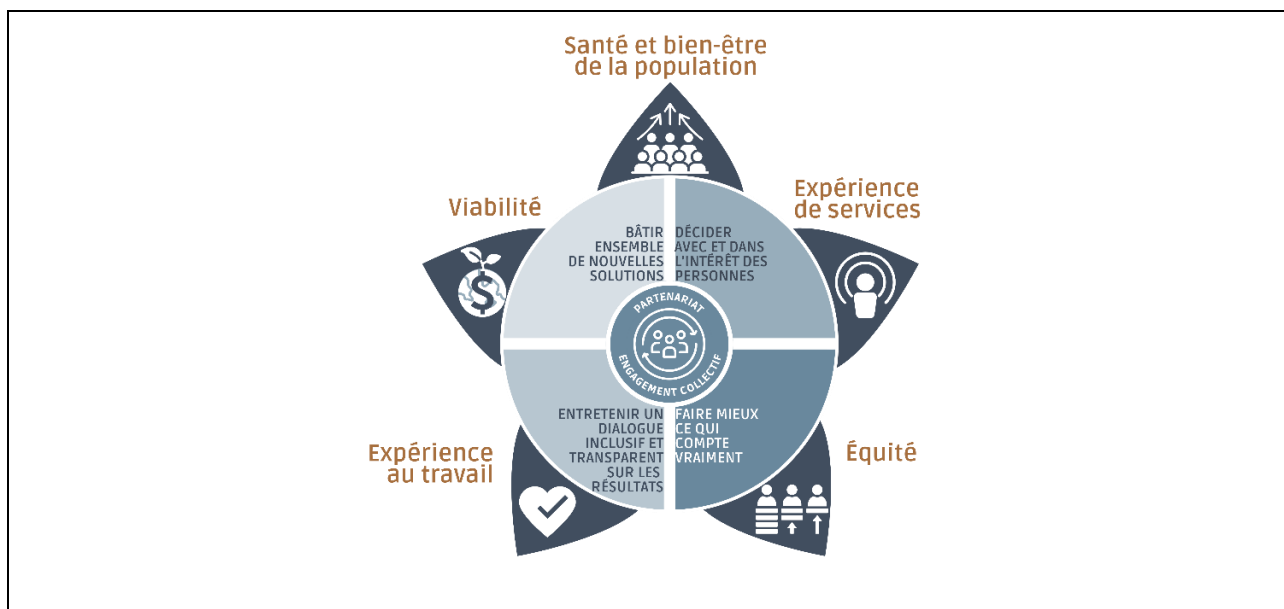 Santé et bien-être
de la population
Viabilité
Expérience
de services
BÂTIR
ENSEMBLE
DE NOUVELLES
SOLUTIONS
DÉCIDER
AVEC ET DANS
L'INTÉRÊT DES
PERSONNES
PARTENARIAT
ENGAGEMENT COLLECTIF
ENTRETENIR UN
DIALOGUE
INCLUSIF ET
TRANSPARENT
SUR LES
RÉSULTATS
FAIRE MIEUX
CE QUI
COMPTE
VRAIMENT
Expérience
au travail
Équité
$